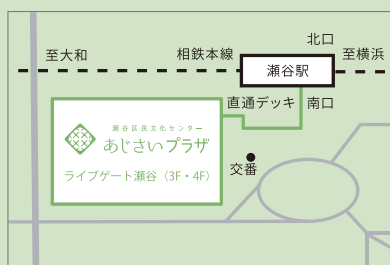 北口
至大和
相鉄本線
至横浜
瀬谷駅
直通デッキ
南口
瀬谷区民文化センター
あじさいプラザ
ライブゲート瀬谷（3F・4F）
交番